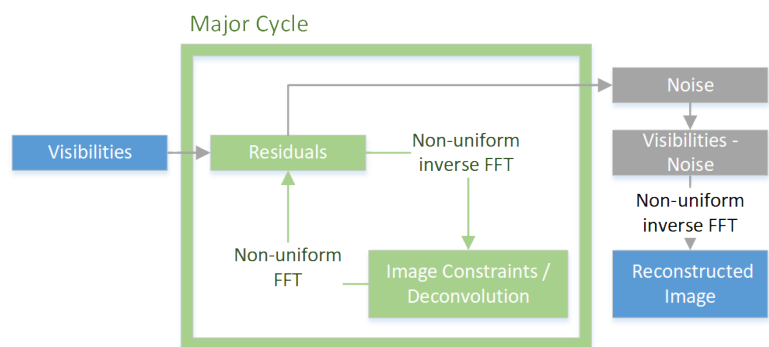 Major Cycle
Noise
Visibilities
Residuals
Non-uniform
inverse FFT
Visibilities -
Noise
Non-uniform
inverse FFT
Non-uniform
FFT
Image Constraints /
Deconvolution
Reconstructed
Image